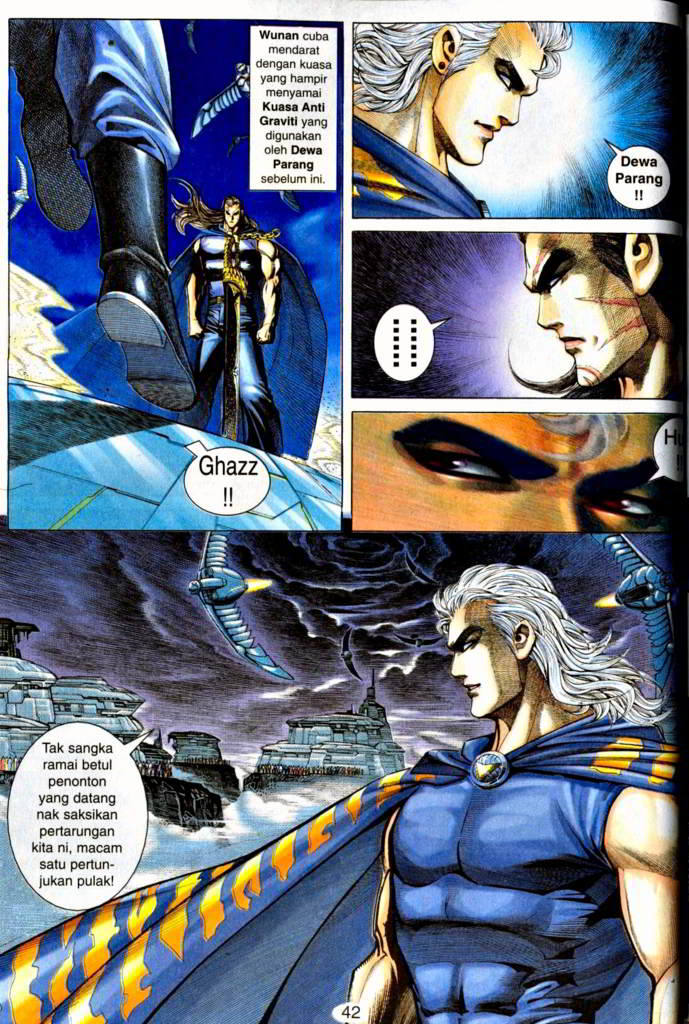 Wunan cuba
mendarat
dengan kuasa
yang hampir
menyamai
Kuasa Anti
Graviti yang
digunakan
oleh Dewa
Parang
sebelum ini.
Dewa
Parang
!!
Ghazz
!!
Tak sangka
ramai betul
penonton
yang datang
nak saksikan
pertarungan
kita ni, macam
satu pertun-
jukan pulak!
42